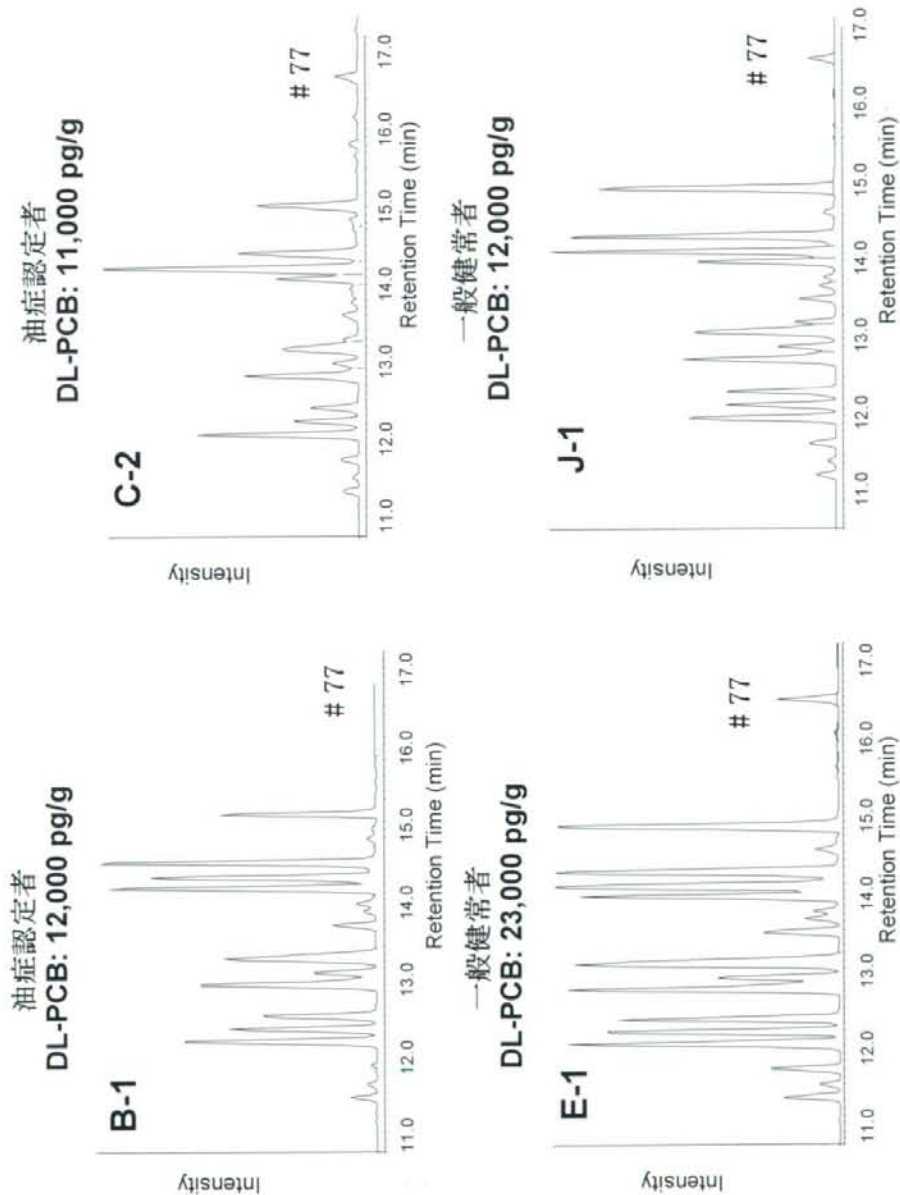 油症認定者
DL-PCB: 12,000 pg/g
B-1
Intensity
# 77
11.0 12.0 13.0 14.0 15.0 16.0 17.0
Retention Time (min)
油症認定者
DL-PCB: 11,000 pg/g
C-2
Intensity
# 77
11.0 12.0 13.0 14.0 15.0 16.0 17.0
Retention Time (min)
一般健常者
DL-PCB: 23,000 pg/g
E-1
Intensity
# 77
11.0 12.0 13.0 14.0 15.0 16.0 17.0
Retention Time (min)
一般健常者
DL-PCB: 12,000 pg/g
J-1
Intensity
# 77
11.0 12.0 13.0 14.0 15.0 16.0 17.0
Retention Time (min)